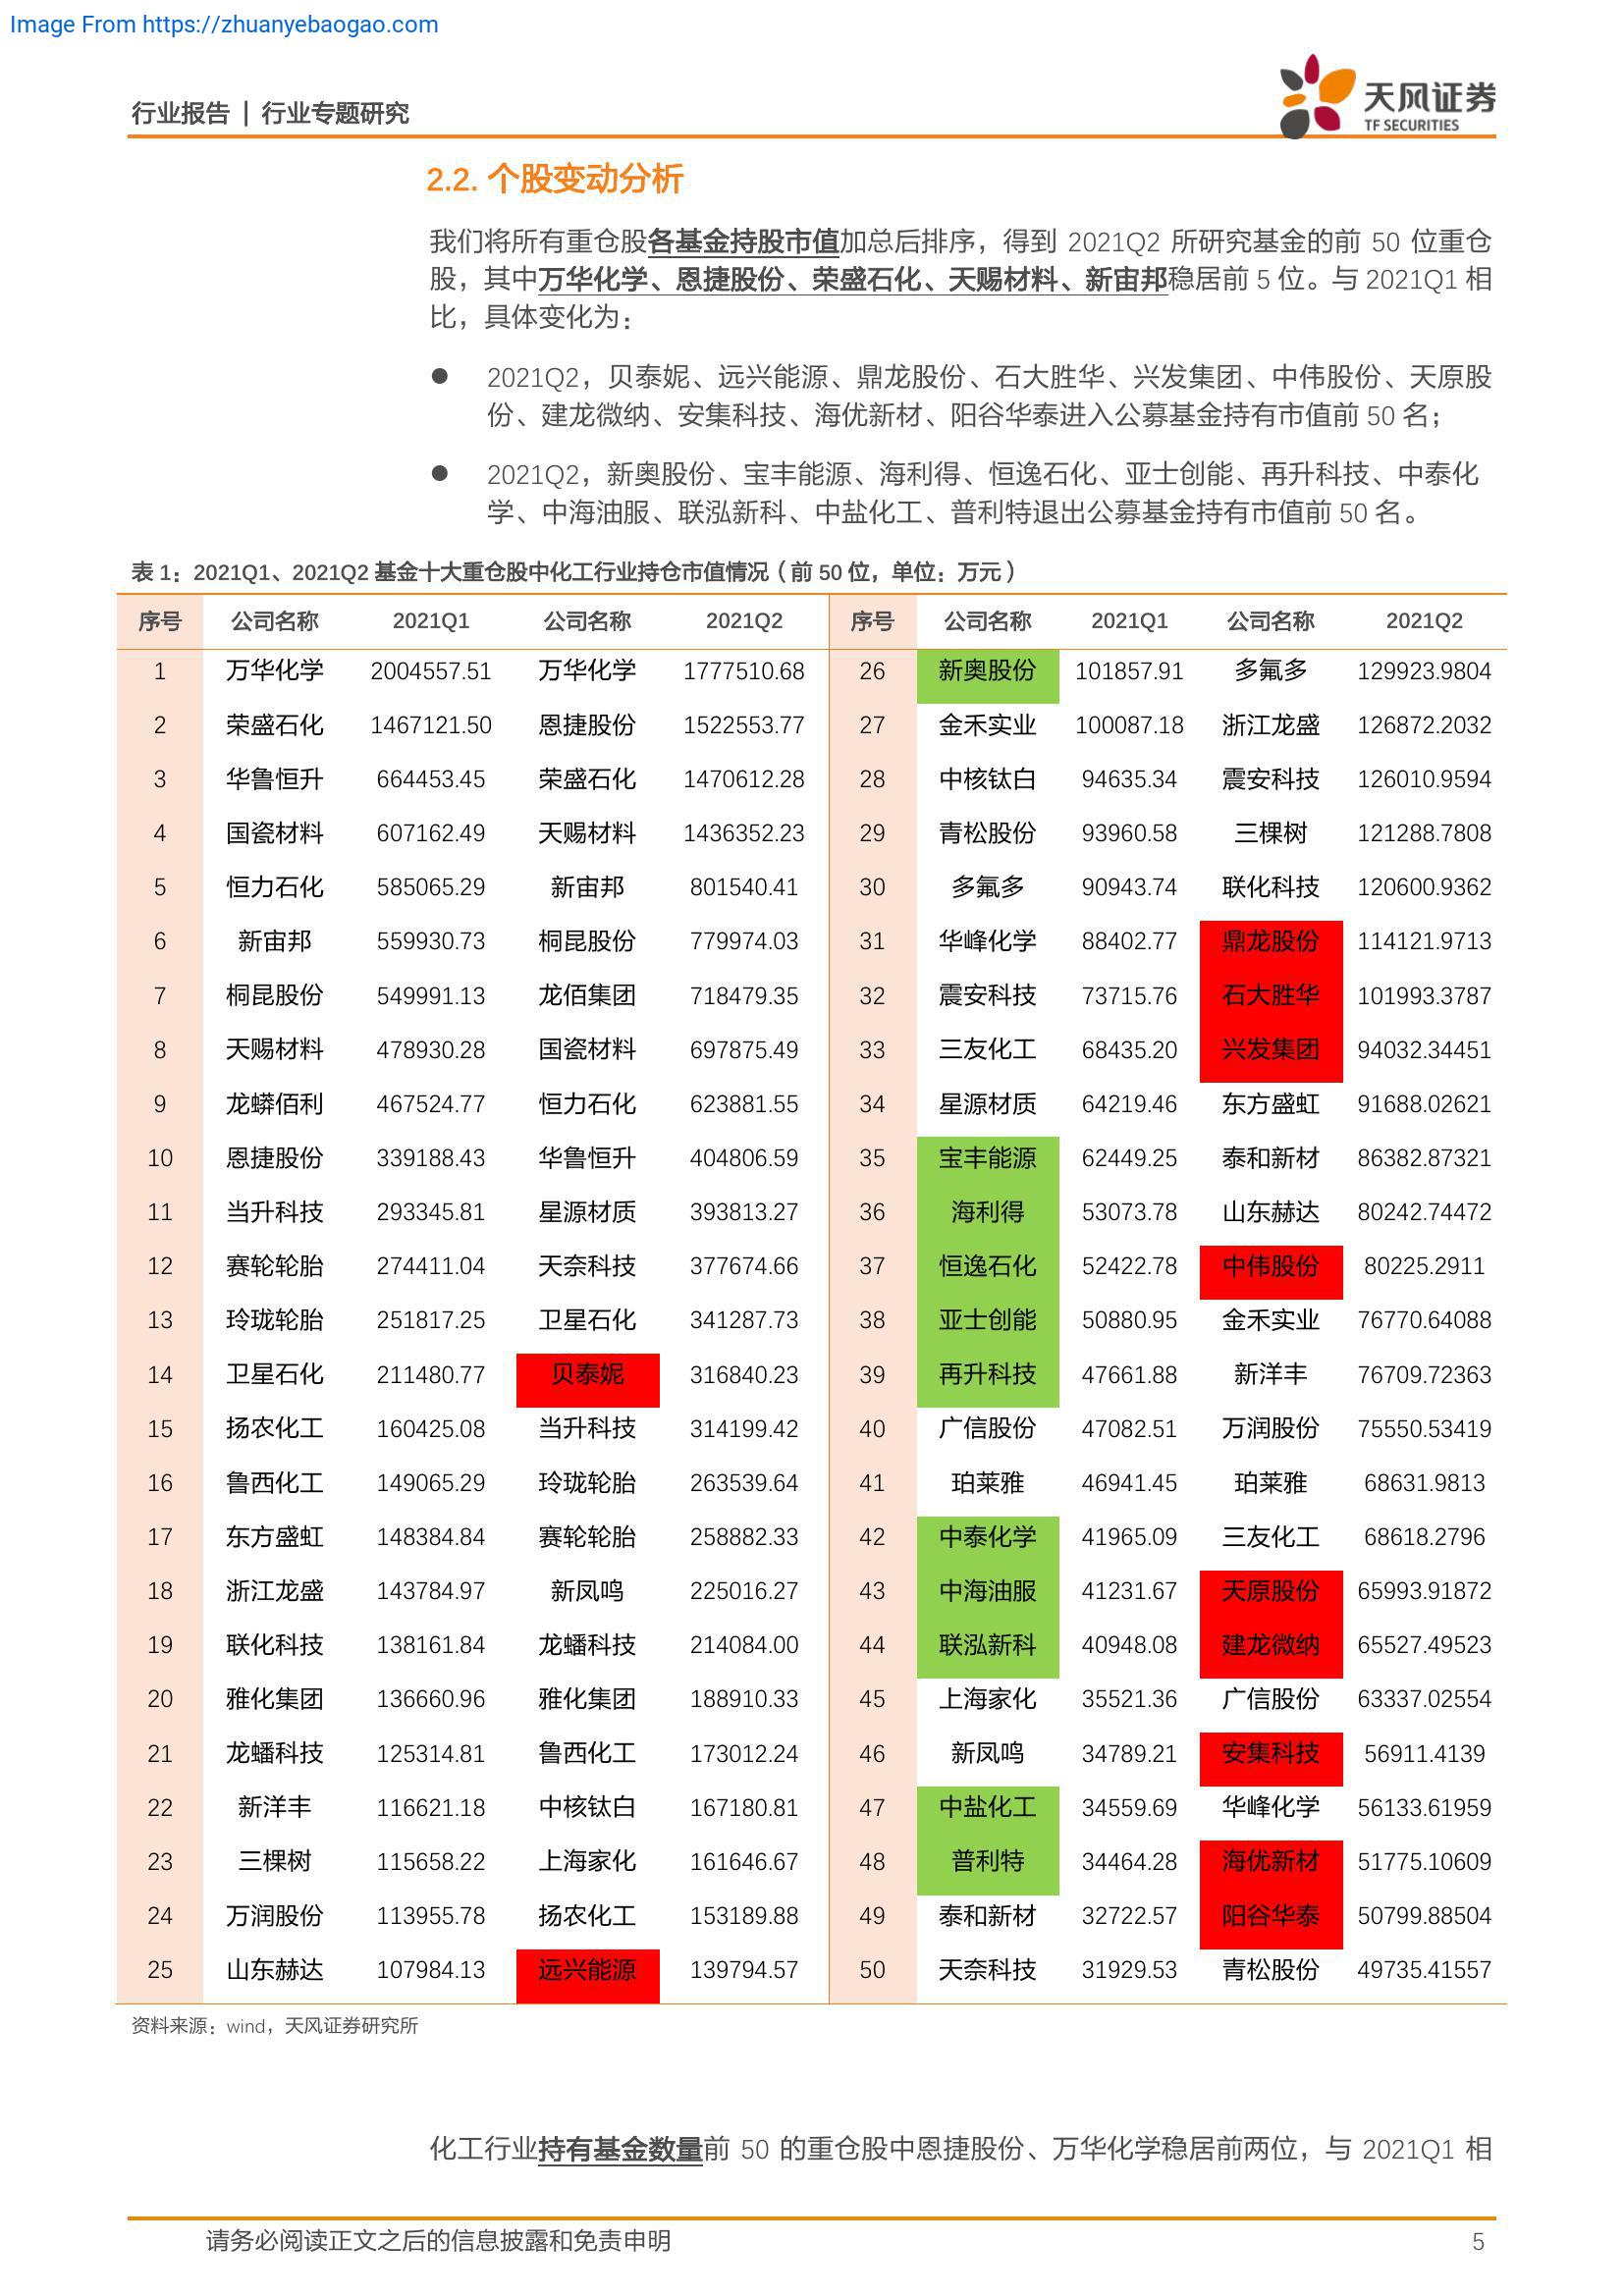 Image From https://zhuanyebaogao.com
行业报告 | 行业专题研究
天风证券
TF SECURITIES
2.2. 个股变动分析
我们将所有重仓股各基金持股市值加总后排序，得到 2021Q2 所研究基金的前 50 位重仓
股，其中万华化学、恩捷股份、荣盛石化、天赐材料、新宙邦稳居前 5 位。与 2021Q1 相
比，具体变化为：
● 2021Q2，贝泰妮、远兴能源、鼎龙股份、石大胜华、兴发集团、中伟股份、天原股
份、建龙微纳、安集科技、海优新材、阳谷华泰进入公募基金持有市值前 50 名；
● 2021Q2，新奥股份、宝丰能源、海利得、恒逸石化、亚士创能、再升科技、中泰化
学、中海油服、联泓新科、中盐化工、普利特退出公募基金持有市值前 50 名。
表 1：2021Q1、2021Q2 基金十大重仓股中化工行业持仓市值情况（前 50 位，单位：万元）
序号 公司名称 2021Q1 公司名称 2021Q2 序号 公司名称 2021Q1 公司名称 2021Q2
1 万华化学 2004557.51 万华化学 1777510.68 26 新奥股份 101857.91 多氟多 129923.9804
2 荣盛石化 1467121.50 恩捷股份 1522553.77 27 金禾实业 100087.18 浙江龙盛 126872.2032
3 华鲁恒升 664453.45 荣盛石化 1470612.28 28 中核钛白 94635.34 震安科技 126010.9594
4 国瓷材料 607162.49 天赐材料 1436352.23 29 青松股份 93960.58 三棵树 121288.7808
5 恒力石化 585065.29 新宙邦 801540.41 30 多氟多 90943.74 联化科技 120600.9362
6 新宙邦 559930.73 桐昆股份 779974.03 31 华峰化学 88402.77 鼎龙股份 114121.9713
7 桐昆股份 549991.13 龙佰集团 718479.35 32 震安科技 73715.76 石大胜华 101993.3787
8 天赐材料 478930.28 国瓷材料 697875.49 33 三友化工 68435.20 兴发集团 94032.34451
9 龙蟒佰利 467524.77 恒力石化 623881.55 34 星源材质 64219.46 东方盛虹 91688.02621
10 恩捷股份 339188.43 华鲁恒升 404806.59 35 宝丰能源 62449.25 泰和新材 86382.87321
11 当升科技 293345.81 星源材质 393813.27 36 海利得 53073.78 山东赫达 80242.74472
12 赛轮轮胎 274411.04 天奈科技 377674.66 37 恒逸石化 52422.78 中伟股份 80225.2911
13 玲珑轮胎 251817.25 卫星石化 341287.73 38 亚士创能 50880.95 金禾实业 76770.64088
14 卫星石化 211480.77 贝泰妮 316840.23 39 再升科技 47661.88 新洋丰 76709.72363
15 扬农化工 160425.08 当升科技 314199.42 40 广信股份 47082.51 万润股份 75550.53419
16 鲁西化工 149065.29 玲珑轮胎 263539.64 41 珀莱雅 46941.45 珀莱雅 68631.9813
17 东方盛虹 148384.84 赛轮轮胎 258882.33 42 中泰化学 41965.09 三友化工 68618.2796
18 浙江龙盛 143784.97 新凤鸣 225016.27 43 中海油服 41231.67 天原股份 65993.91872
19 联化科技 138161.84 龙蟠科技 214084.00 44 联泓新科 40948.08 建龙微纳 65527.49523
20 雅化集团 136660.96 雅化集团 188910.33 45 上海家化 35521.36 广信股份 63337.02554
21 龙蟠科技 125314.81 鲁西化工 173012.24 46 新凤鸣 34789.21 安集科技 56911.4139
22 新洋丰 116621.18 中核钛白 167180.81 47 中盐化工 34559.69 华峰化学 56133.61959
23 三棵树 115658.22 上海家化 161646.67 48 普利特 34464.28 海优新材 51775.10609
24 万润股份 113955.78 扬农化工 153189.88 49 泰和新材 32722.57 阳谷华泰 50799.88504
25 山东赫达 107984.13 远兴能源 139794.57 50 天奈科技 31929.53 青松股份 49735.41557
资料来源：wind，天风证券研究所
化工行业持有基金数量前 50 的重仓股中恩捷股份、万华化学稳居前两位，与 2021Q1 相
请务必阅读正文之后的信息披露和免责申明 5